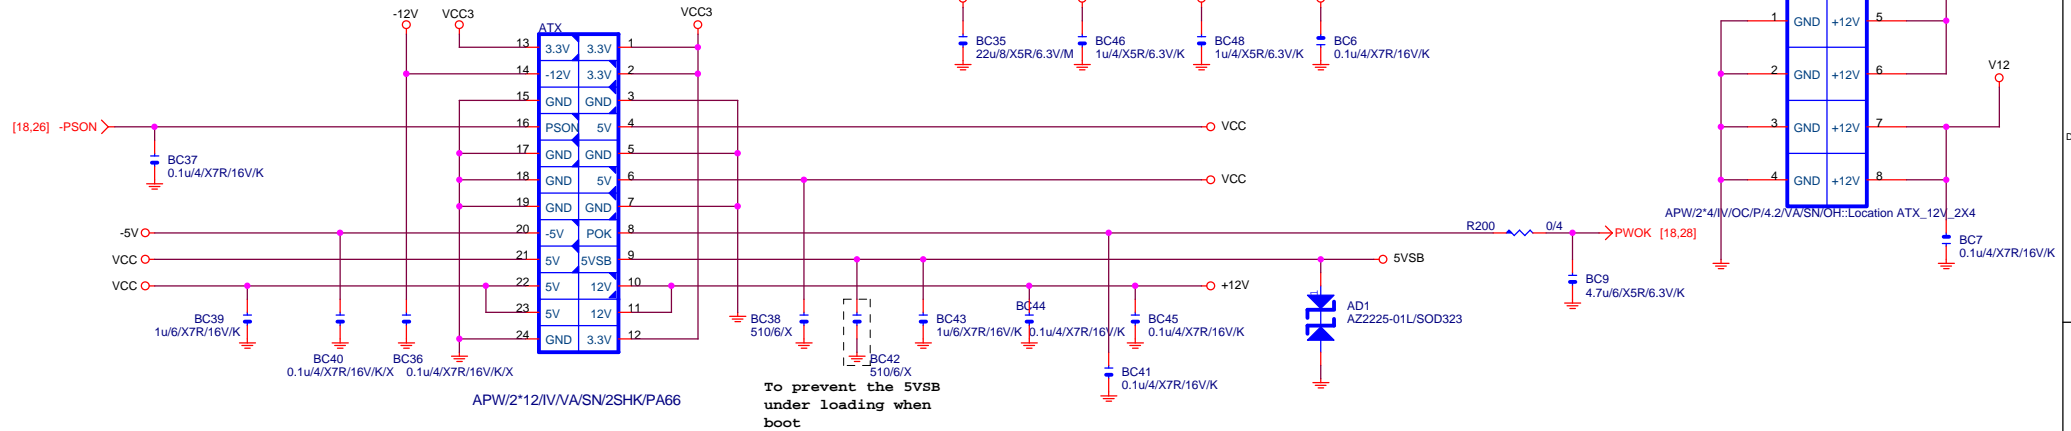 -12V
VCC3
VCC3
ATX
13 3.3V 3.3V 1
14 -12V 3.3V 2
15 GND GND 3
16 PSON 5V 4
17 GND GND 5
18 GND 5V 6
19 GND GND 7
20 -5V POK 8
21 5V 5VSB 9
22 5V 12V 10
23 5V 12V 11
24 GND 3.3V 12
[18,26] -PSON
BC37
0.1u/4/X7R/16V/K
-5V
VCC
VCC
BC39
1u/6/X7R/16V/K
BC40
0.1u/4/X7R/16V/K/X
BC36
0.1u/4/X7R/16V/K/X
APW/2*12/IV/VA/SN/2SHK/PA66
BC35
22u/8/X5R/6.3V/M
BC46
1u/4/X5R/6.3V/K
BC48
1u/4/X5R/6.3V/K
BC6
0.1u/4/X7R/16V/K
VCC
VCC
R200 0/4
PWOK [18,28]
5VSB
+12V
BC38
510/6/X
BC42
510/6/X
BC43
1u/6/X7R/16V/K
BC44
0.1u/4/X7R/16V/K
BC45
0.1u/4/X7R/16V/K
BC41
0.1u/4/X7R/16V/K
To prevent the 5VSB
under loading when
boot
1
AD1
AZ2225-01L/SOD323
BC9
4.7u/6/X5R/6.3V/K
1 GND +12V 5
2 GND +12V 6
3 GND +12V 7
4 GND +12V 8
V12
APW/2*4/IV/OC/P/4.2/VA/SN/OH::Location ATX_12V_2X4
BC7
0.1u/4/X7R/16V/K
D